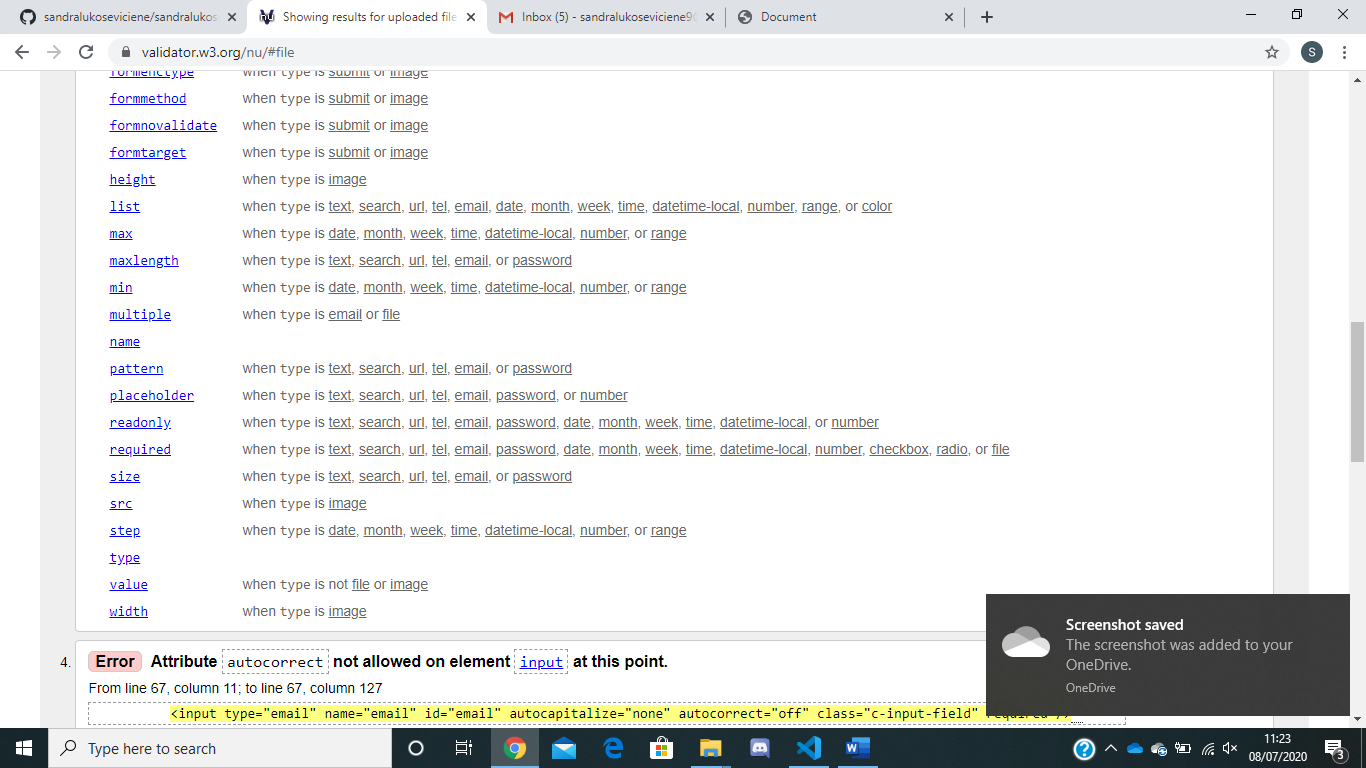 sandralukoseviciene/sandralukos
Showing results for uploaded file
Inbox (5) - sandralukoseviciene9
Document
validator.w3.org/nu/#file
S
formenctype when type is submit or image
formmethod when type is submit or image
formnovalidate when type is submit or image
formtarget when type is submit or image
height when type is image
list when type is text, search, url, tel, email, date, month, week, time, datetime-local, number, range, or color
max when type is date, month, week, time, datetime-local, number, or range
maxlength when type is text, search, url, tel, email, or password
min when type is date, month, week, time, datetime-local, number, or range
multiple when type is email or file
name
pattern when type is text, search, url, tel, email, or password
placeholder when type is text, search, url, tel, email, password, or number
readonly when type is text, search, url, tel, email, password, date, month, week, time, datetime-local, or number
required when type is text, search, url, tel, email, password, date, month, week, time, datetime-local, number, checkbox, radio, or file
size when type is text, search, url, tel, email, or password
src when type is image
step when type is date, month, week, time, datetime-local, number, or range
type
value when type is not file or image
width when type is image
4. Error Attribute autocorrect not allowed on element input at this point.
From line 67, column 11; to line 67, column 127
<input type="email" name="email" id="email" autocapitalize="none" autocorrect="off" class="c-input-field" required />
Screenshot saved
The screenshot was added to your
OneDrive.
OneDrive
Type here to search
11:23
08/07/2020
3